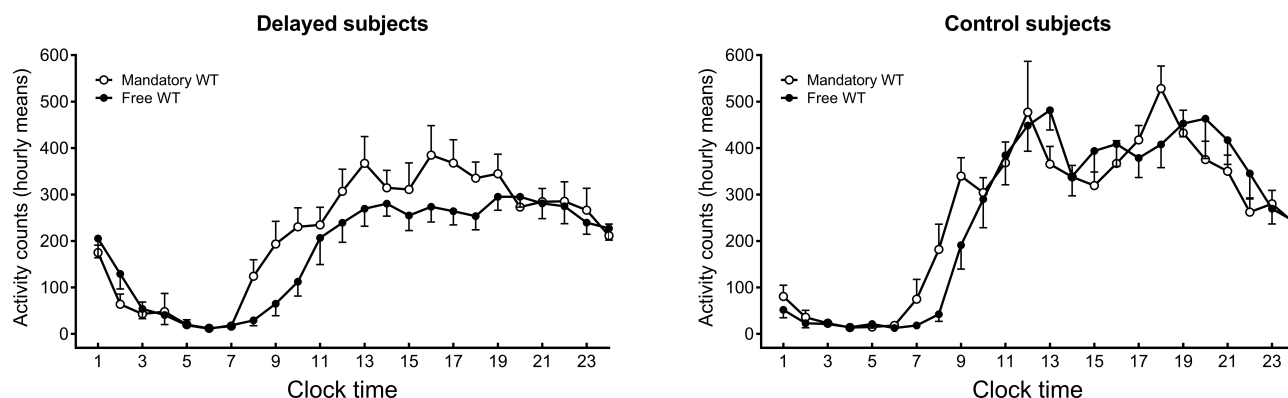 Delayed subjects
Activity counts (hourly means)
600
500
400
300
200
100
0
Mandatory WT
Free WT
1 3 5 7 9 11 13 15 17 19 21 23
Clock time
Control subjects
Activity counts (hourly means)
600
500
400
300
200
100
0
Mandatory WT
Free WT
1 3 5 7 9 11 13 15 17 19 21 23
Clock time